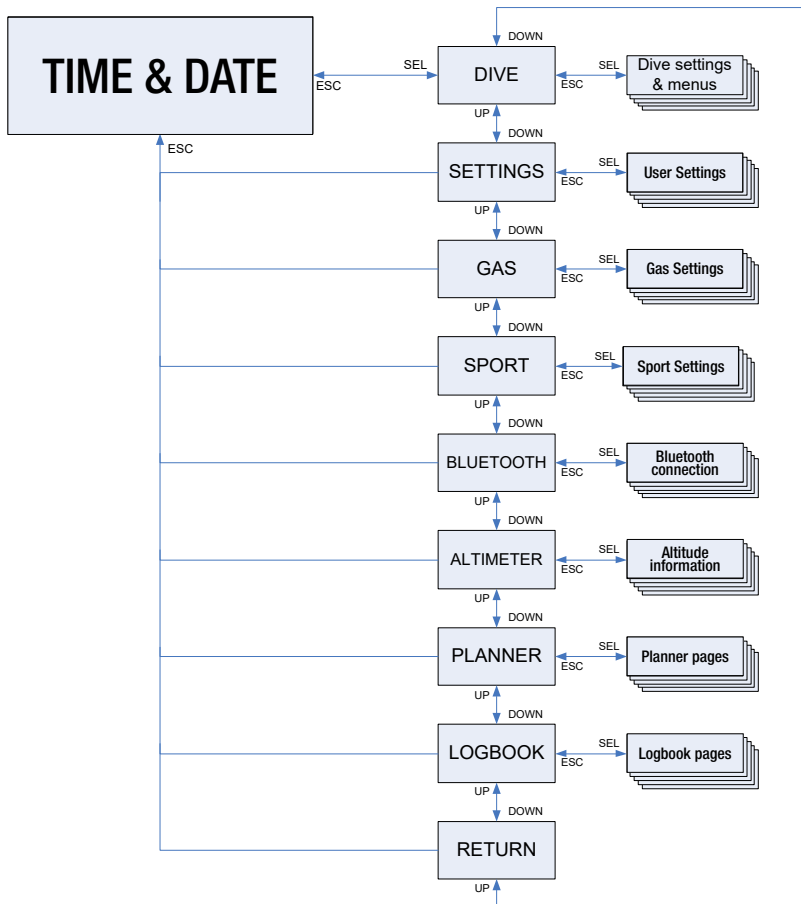 DOWN
TIME & DATE
SEL
ESC
DIVE
SEL
ESC
Dive settings
& menus
UP
DOWN
ESC
SETTINGS
SEL
ESC
User Settings
UP
DOWN
GAS
SEL
ESC
Gas Settings
UP
DOWN
SPORT
SEL
ESC
Sport Settings
UP
DOWN
BLUETOOTH
SEL
ESC
Bluetooth
connection
UP
DOWN
ALTIMETER
SEL
ESC
Altitude
information
UP
DOWN
PLANNER
SEL
ESC
Planner pages
UP
DOWN
LOGBOOK
SEL
ESC
Logbook pages
UP
DOWN
RETURN
UP